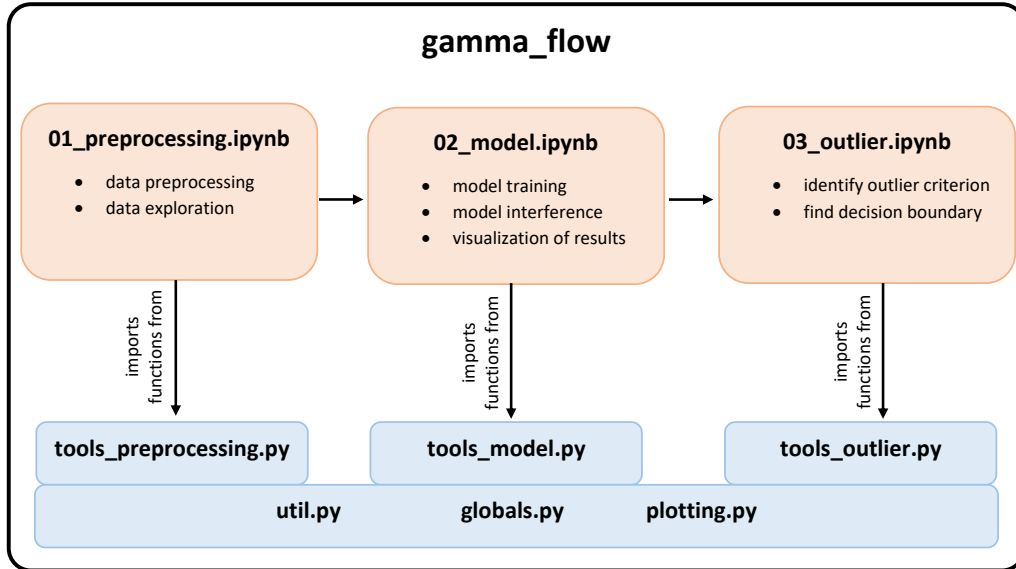 gamma_flow
01_preprocessing.ipynb
• data preprocessing
• data exploration
02_model.ipynb
• model training
• model interference
• visualization of results
03_outlier.ipynb
• identify outlier criterion
• find decision boundary
imports
functions from
imports
functions from
imports
functions from
tools_preprocessing.py
tools_model.py
tools_outlier.py
util.py
globals.py
plotting.py